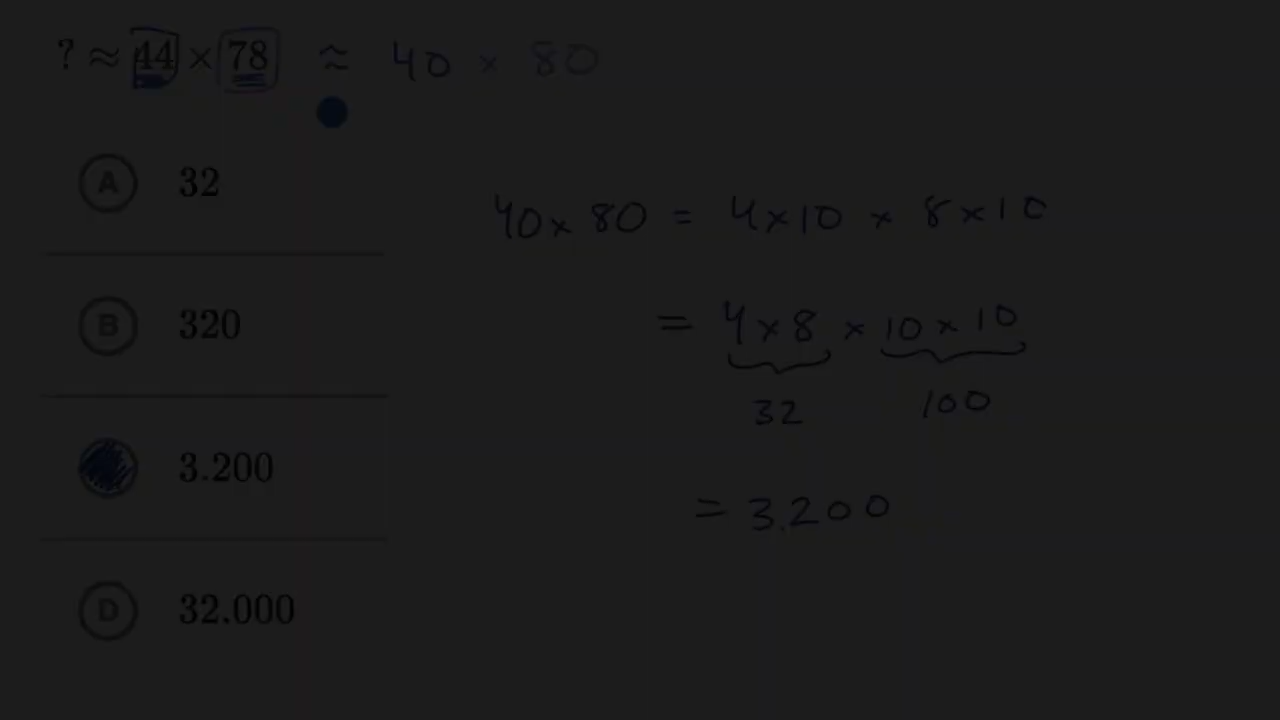 ? ≈ 44 × 78 ≈ 40 × 80
A 32
40 × 80 = 4 × 10 × 8 × 10
B 320
= 4 × 8 × 10 × 10
32 100
3.200
= 3.200
D 32.000